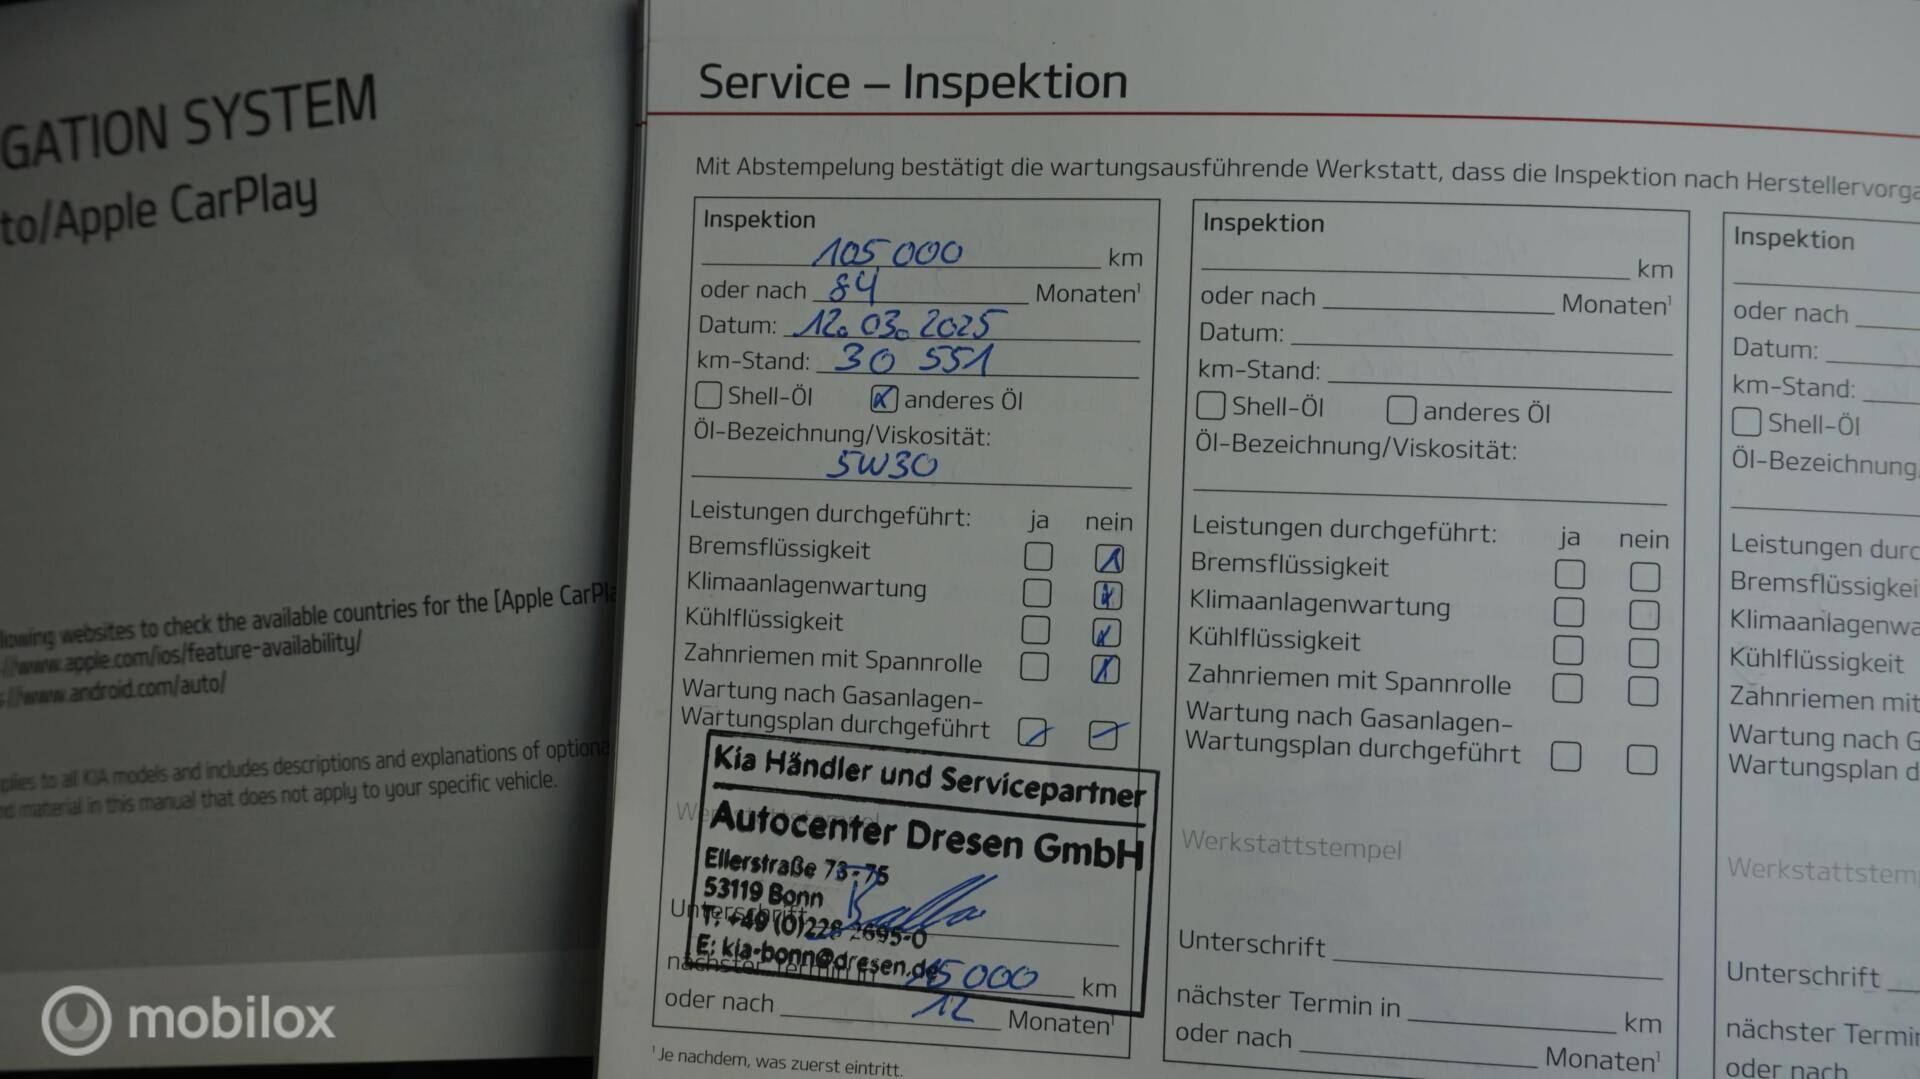 GATION SYSTEM
to/Apple CarPlay
llowing websites to check the available countries for the [Apple CarPla
://www.apple.com/ios/feature-availability/
://www.android.com/auto/
pplies to all KIA models and includes descriptions and explanations of optiona
nd material in this manual that does not apply to your specific vehicle.
mobilox
Service – Inspektion
Mit Abstempelung bestätigt die wartungsausführende Werkstatt, dass die Inspektion nach Herstellervorga
Inspektion
105 000 km
oder nach 84 Monaten¹
Datum: 12.03.2025
km-Stand: 30 551
Shell-Öl anderes Öl
Öl-Bezeichnung/Viskosität:
5W30
Leistungen durchgeführt: ja nein
Bremsflüssigkeit
Klimaanlagenwartung
Kühlflüssigkeit
Zahnriemen mit Spannrolle
Wartung nach Gasanlagen-
Wartungsplan durchgeführt
Kia Händler und Servicepartner
Autocenter Dresen GmbH
Ellerstraße 73-75
53119 Bonn
Unterschrift
T: +49 (0)228 2695-0
E: kia-bonn@dresen.de
nächster Termin in 15 000 km
oder nach 12 Monaten¹
¹ Je nachdem, was zuerst eintritt.
Inspektion
km
oder nach Monaten¹
Datum:
km-Stand:
Shell-Öl anderes Öl
Öl-Bezeichnung/Viskosität:
Leistungen durchgeführt: ja nein
Bremsflüssigkeit
Klimaanlagenwartung
Kühlflüssigkeit
Zahnriemen mit Spannrolle
Wartung nach Gasanlagen-
Wartungsplan durchgeführt
Werkstattstempel
Unterschrift
nächster Termin in km
oder nach Monaten¹
Inspektion
oder nach
Datum:
km-Stand:
Shell-Öl
Öl-Bezeichnung
Leistungen durc
Bremsflüssigkei
Klimaanlagenwa
Kühlflüssigkeit
Zahnriemen mit
Wartung nach G
Wartungsplan d
Werkstattstem
Unterschrift
nächster Termin
oder nach